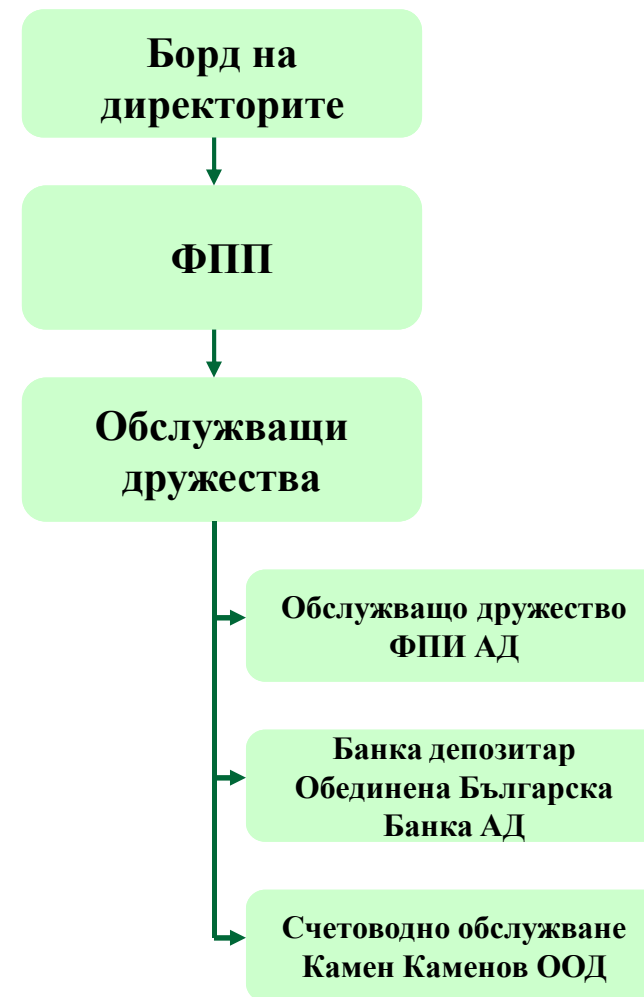 Борд на
директорите
ФПП
Обслужващи
дружества
Обслужващо дружество
ФПИ АД
Банка депозитар
Обединена Българска
Банка АД
Счетоводно обслужване
Камен Каменов ООД